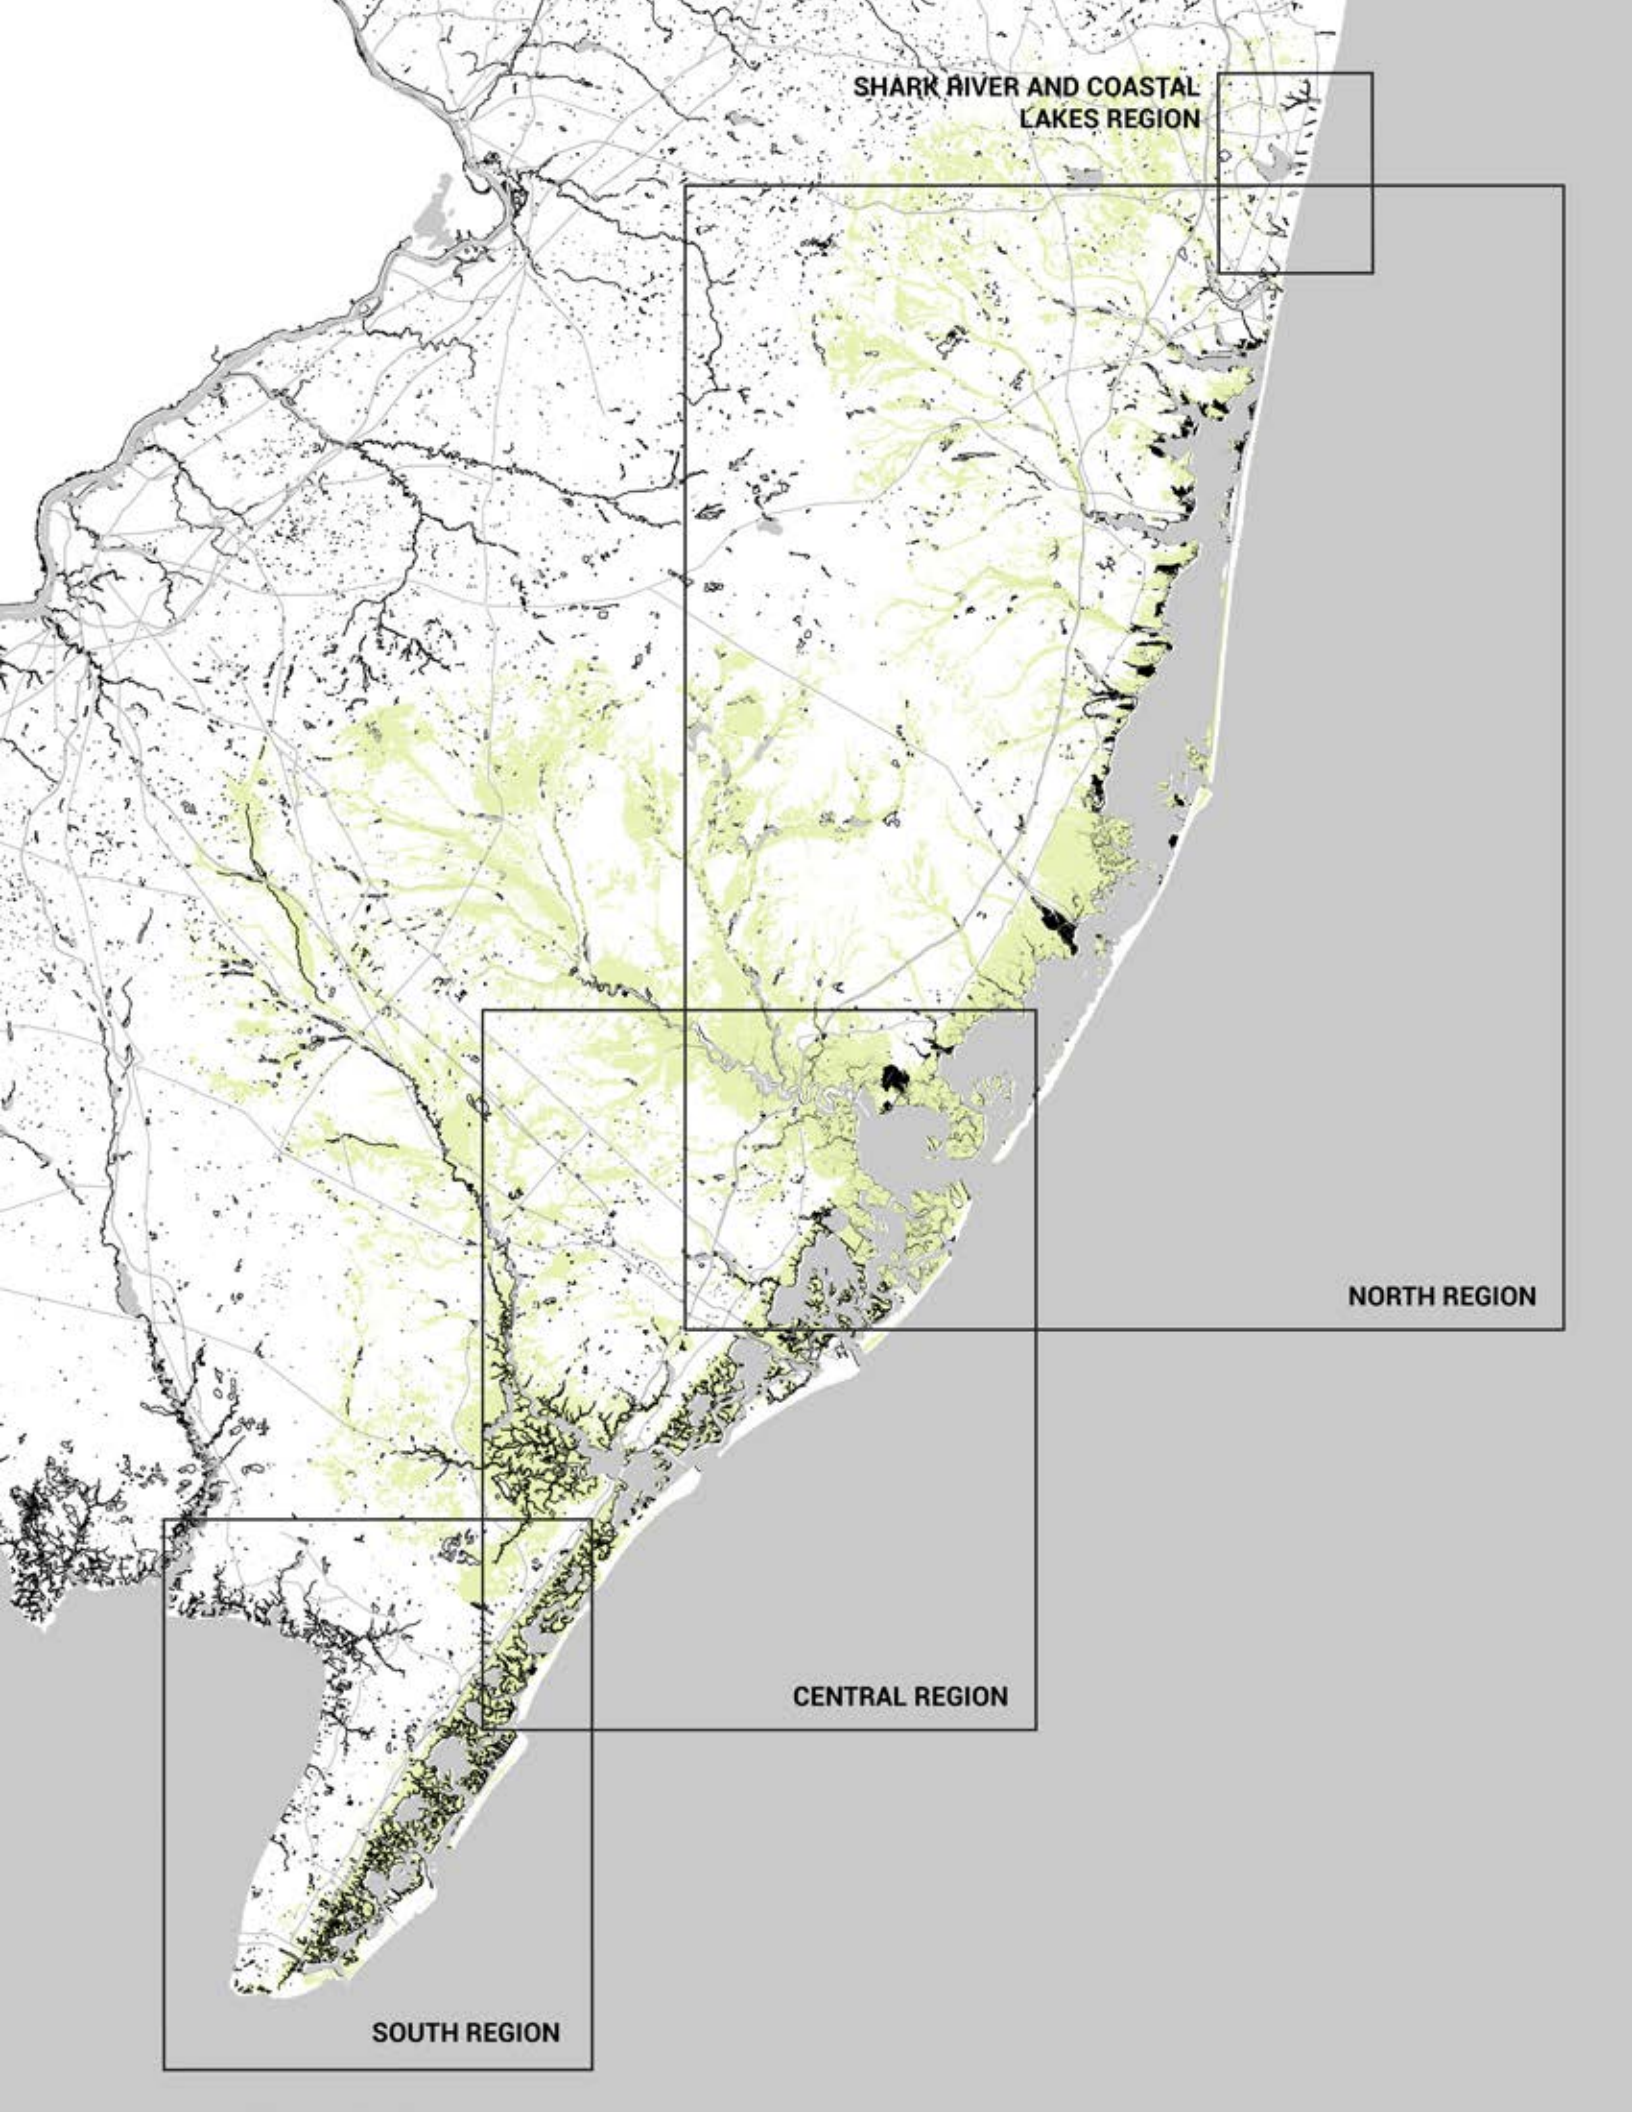 SHARK RIVER AND COASTAL
LAKES REGION
NORTH REGION
CENTRAL REGION
SOUTH REGION